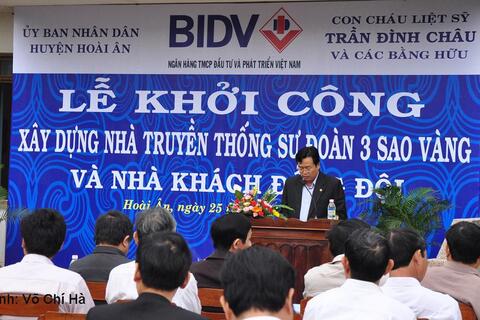 ỦY BAN NHÂN DÂN
HUYỆN HOÀI ÂN
BIDV
NGÂN HÀNG TMCP ĐẦU TƯ VÀ PHÁT TRIỂN VIỆT NAM
CON CHÁU LIỆT SỸ
TRẦN ĐÌNH CHÂU
VÀ CÁC BẰNG HỮU
LỄ KHỞI CÔNG
XÂY DỰNG NHÀ TRUYỀN THỐNG SƯ ĐOÀN 3 SAO VÀNG
VÀ NHÀ KHÁCH ĐỘI
Hoài Ân, ngày 25
nh: Võ Chí Hà